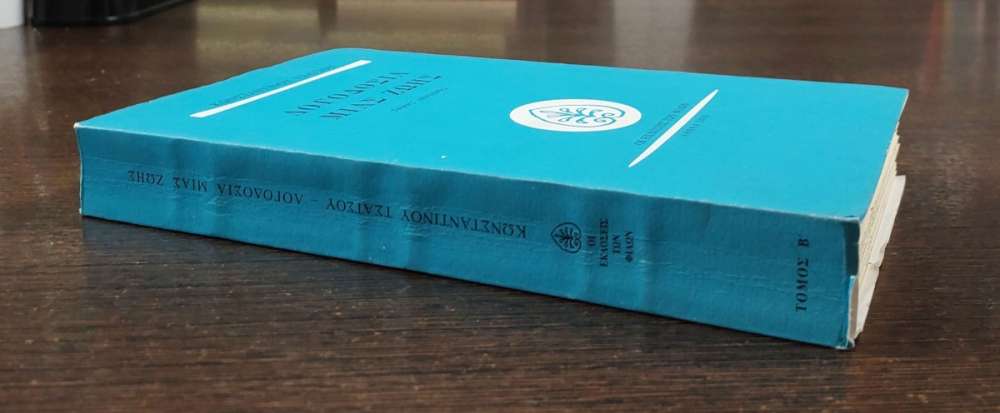 ΛΟΓΟΔΟΣΙΑ
ΜΙΑΣ ΖΩΗΣ
ΚΩΝΣΤΑΝΤΙΝΟΥ ΤΣΑΤΣΟΥ – ΛΟΓΟΔΟΣΙΑ ΜΙΑΣ ΖΩΗΣ
ΟΙ
ΕΚΔΟΣΕΙΣ
ΤΩΝ
ΦΙΛΩΝ
ΤΟΜΟΣ Β΄